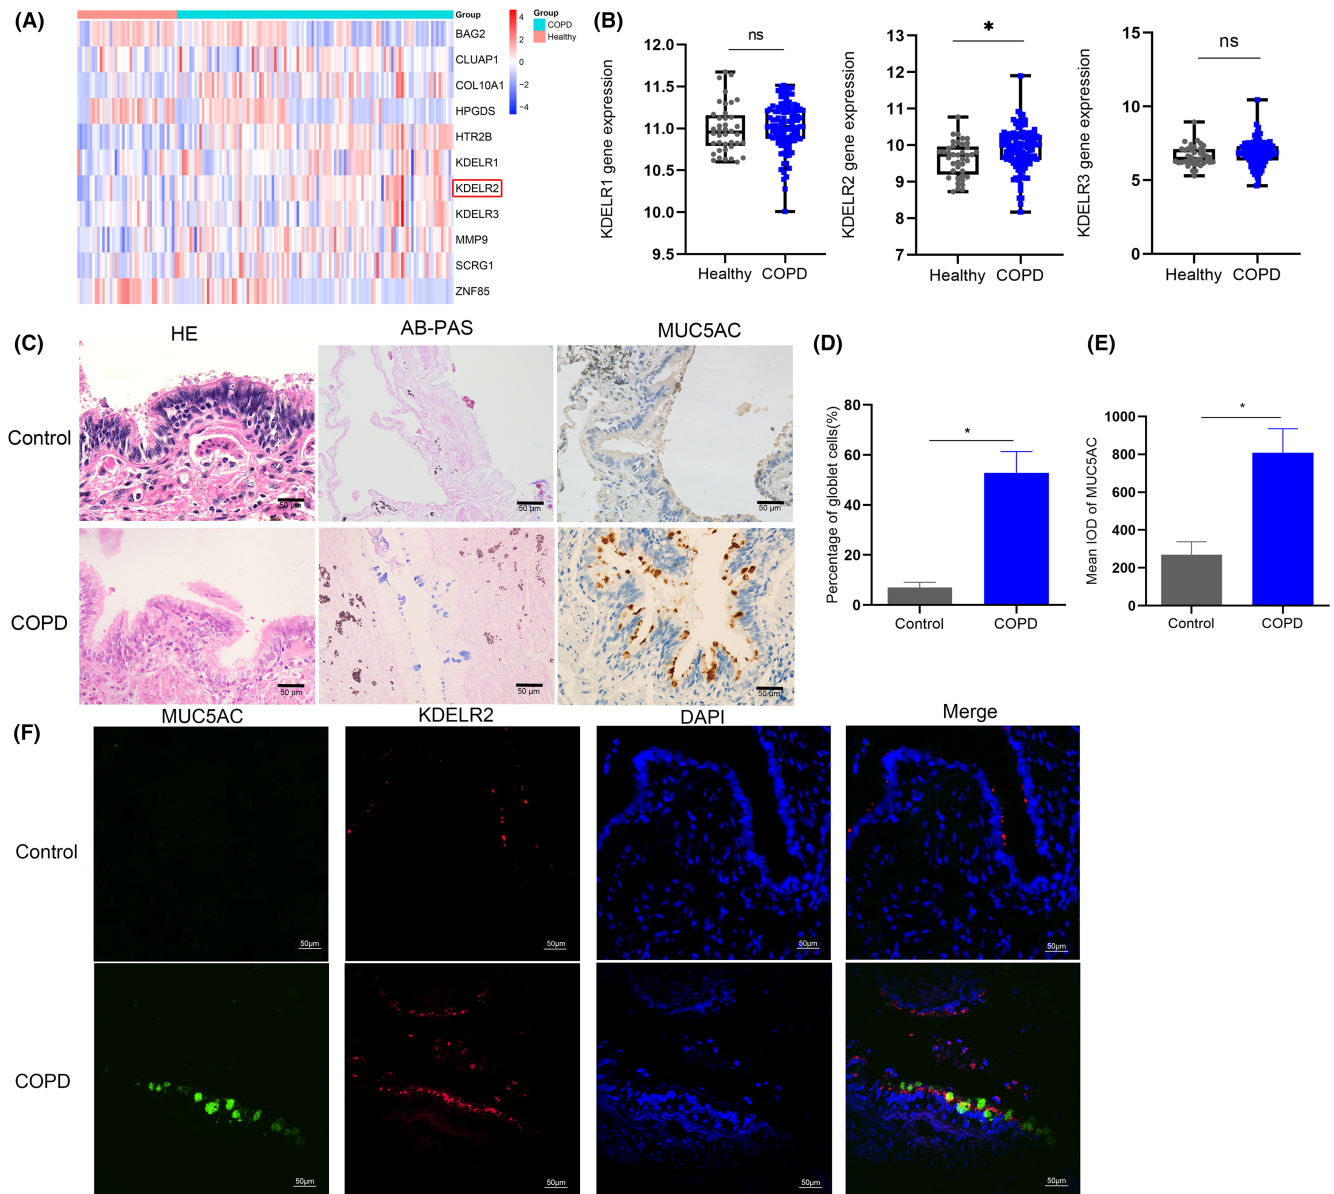 (A)
Group
BAG2
CLUAP1
COL10A1
HPGDS
HTR2B
KDELR1
KDELR2
KDELR3
MMP9
SCRG1
ZNF85
4
2
0
−2
−4
Group
COPD
Healthy
(B)
KDELR1 gene expression
12.0
11.5
11.0
10.5
10.0
9.5
ns
Healthy
COPD
KDELR2 gene expression
13
12
11
10
9
8
7
*
Healthy
COPD
KDELR3 gene expression
15
10
5
0
ns
Healthy
COPD
(C)
HE
AB-PAS
MUC5AC
Control
50 μm
50 μm
50 μm
COPD
50 μm
50 μm
50 μm
(D)
Percentage of globlet cells(%)
80
60
40
20
0
*
Control
COPD
(E)
Mean IOD of MUC5AC
1000
800
600
400
200
0
*
Control
COPD
(F)
MUC5AC
KDELR2
DAPI
Merge
Control
50μm
50μm
50μm
50μm
COPD
50μm
50μm
50μm
50μm